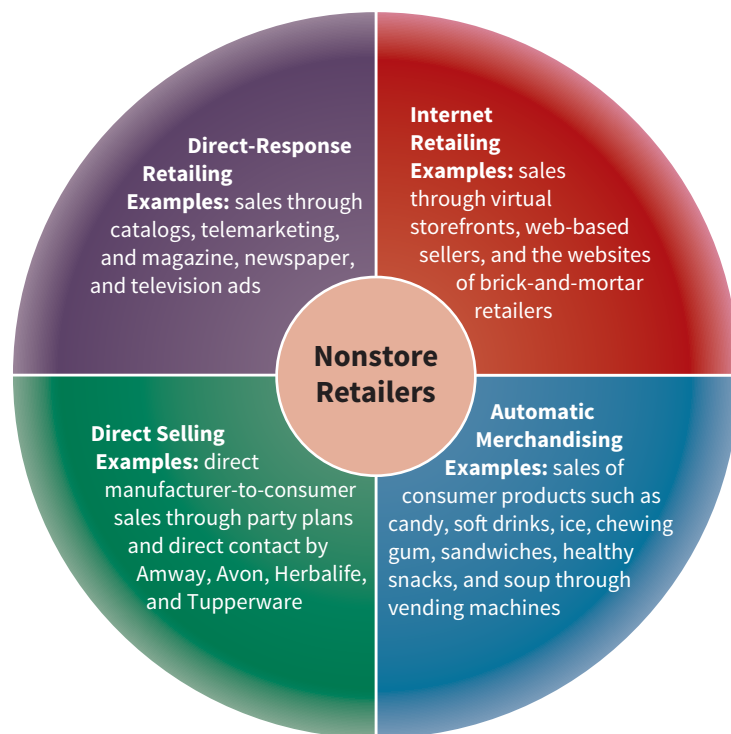 Direct-Response
Retailing
Examples: sales through
catalogs, telemarketing,
and magazine, newspaper,
and television ads
Internet
Retailing
Examples: sales
through virtual
storefronts, web-based
sellers, and the websites
of brick-and-mortar
retailers
Nonstore
Retailers
Direct Selling
Examples: direct
manufacturer-to-consumer
sales through party plans
and direct contact by
Amway, Avon, Herbalife,
and Tupperware
Automatic
Merchandising
Examples: sales of
consumer products such as
candy, soft drinks, ice, chewing
gum, sandwiches, healthy
snacks, and soup through
vending machines